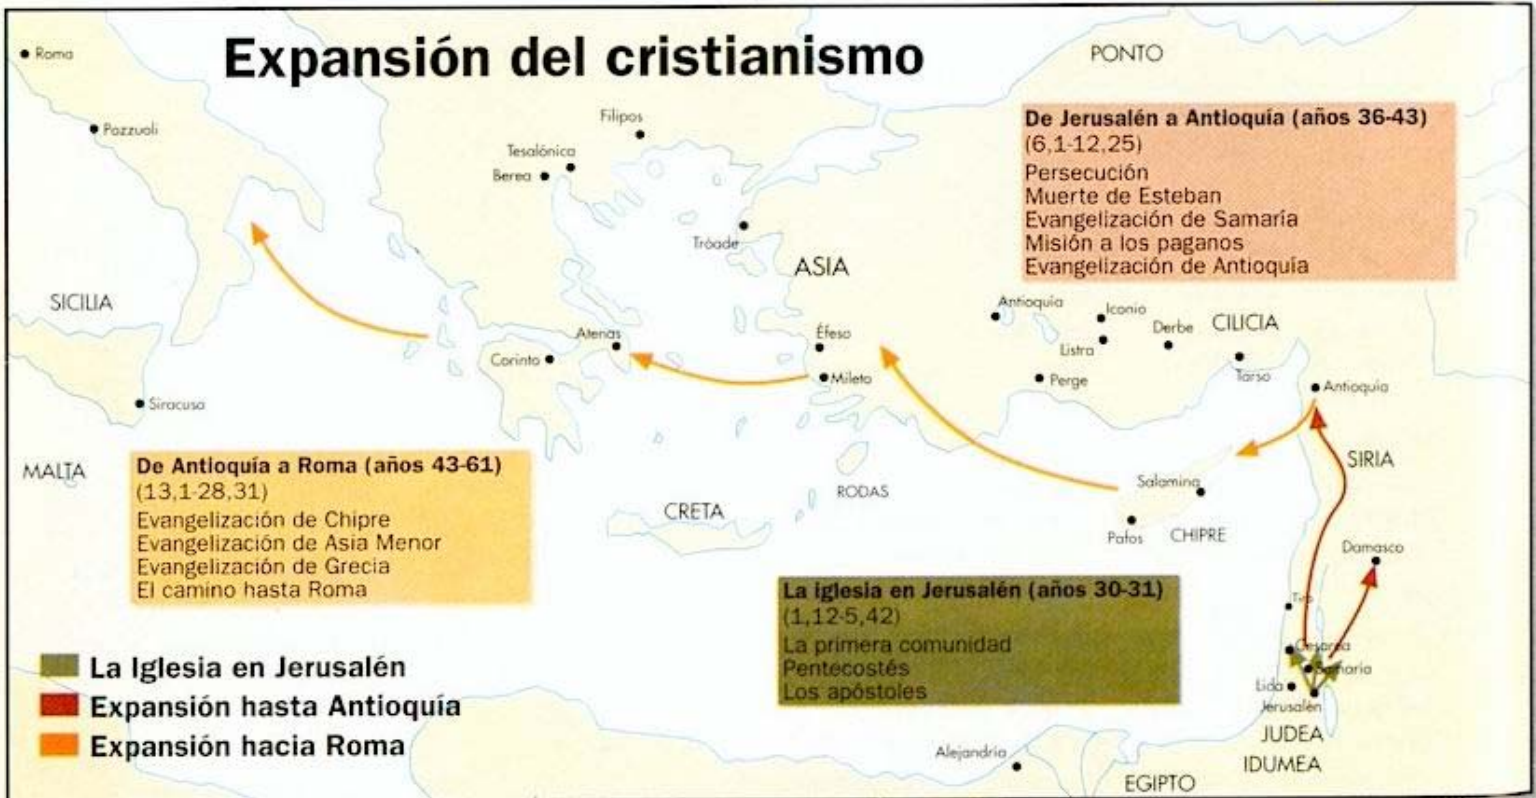 Expansión del cristianismo
Roma
Pozzuoli
PONTO
Filipos
Tesalónica
Berea
Tróade
ASIA
De Jerusalén a Antioquía (años 36-43)
(6,1-12,25)
Persecución
Muerte de Esteban
Evangelización de Samaría
Misión a los paganos
Evangelización de Antioquía
SICILIA
Siracusa
MALTA
Atenas
Corinto
Éfeso
Mileto
Antioquía
Iconio
Listra
Derbe
CILICIA
Perge
Tarso
Antioquía
SIRIA
Salamina
Pafos
CHIPRE
RODAS
CRETA
Damasco
De Antioquía a Roma (años 43-61)
(13,1-28,31)
Evangelización de Chipre
Evangelización de Asia Menor
Evangelización de Grecia
El camino hasta Roma
La iglesia en Jerusalén (años 30-31)
(1,12-5,42)
La primera comunidad
Pentecostés
Los apóstoles
Tiro
Cesarea
Samaria
Lida
Jerusalén
JUDEA
IDUMEA
Alejandría
EGIPTO
La Iglesia en Jerusalén
Expansión hasta Antioquía
Expansión hacia Roma